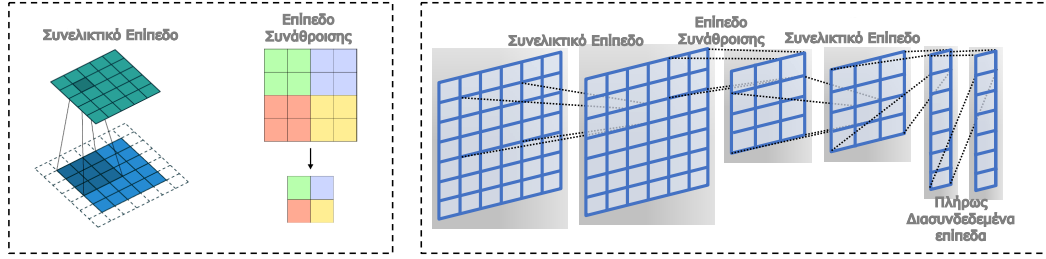 Συνελικτικό Επίπεδο
Επίπεδο
Συνάθροισης
Συνελικτικό Επίπεδο
Επίπεδο
Συνάθροισης
Συνελικτικό Επίπεδο
Πλήρως
Διασυνδεδεμένα
επίπεδα